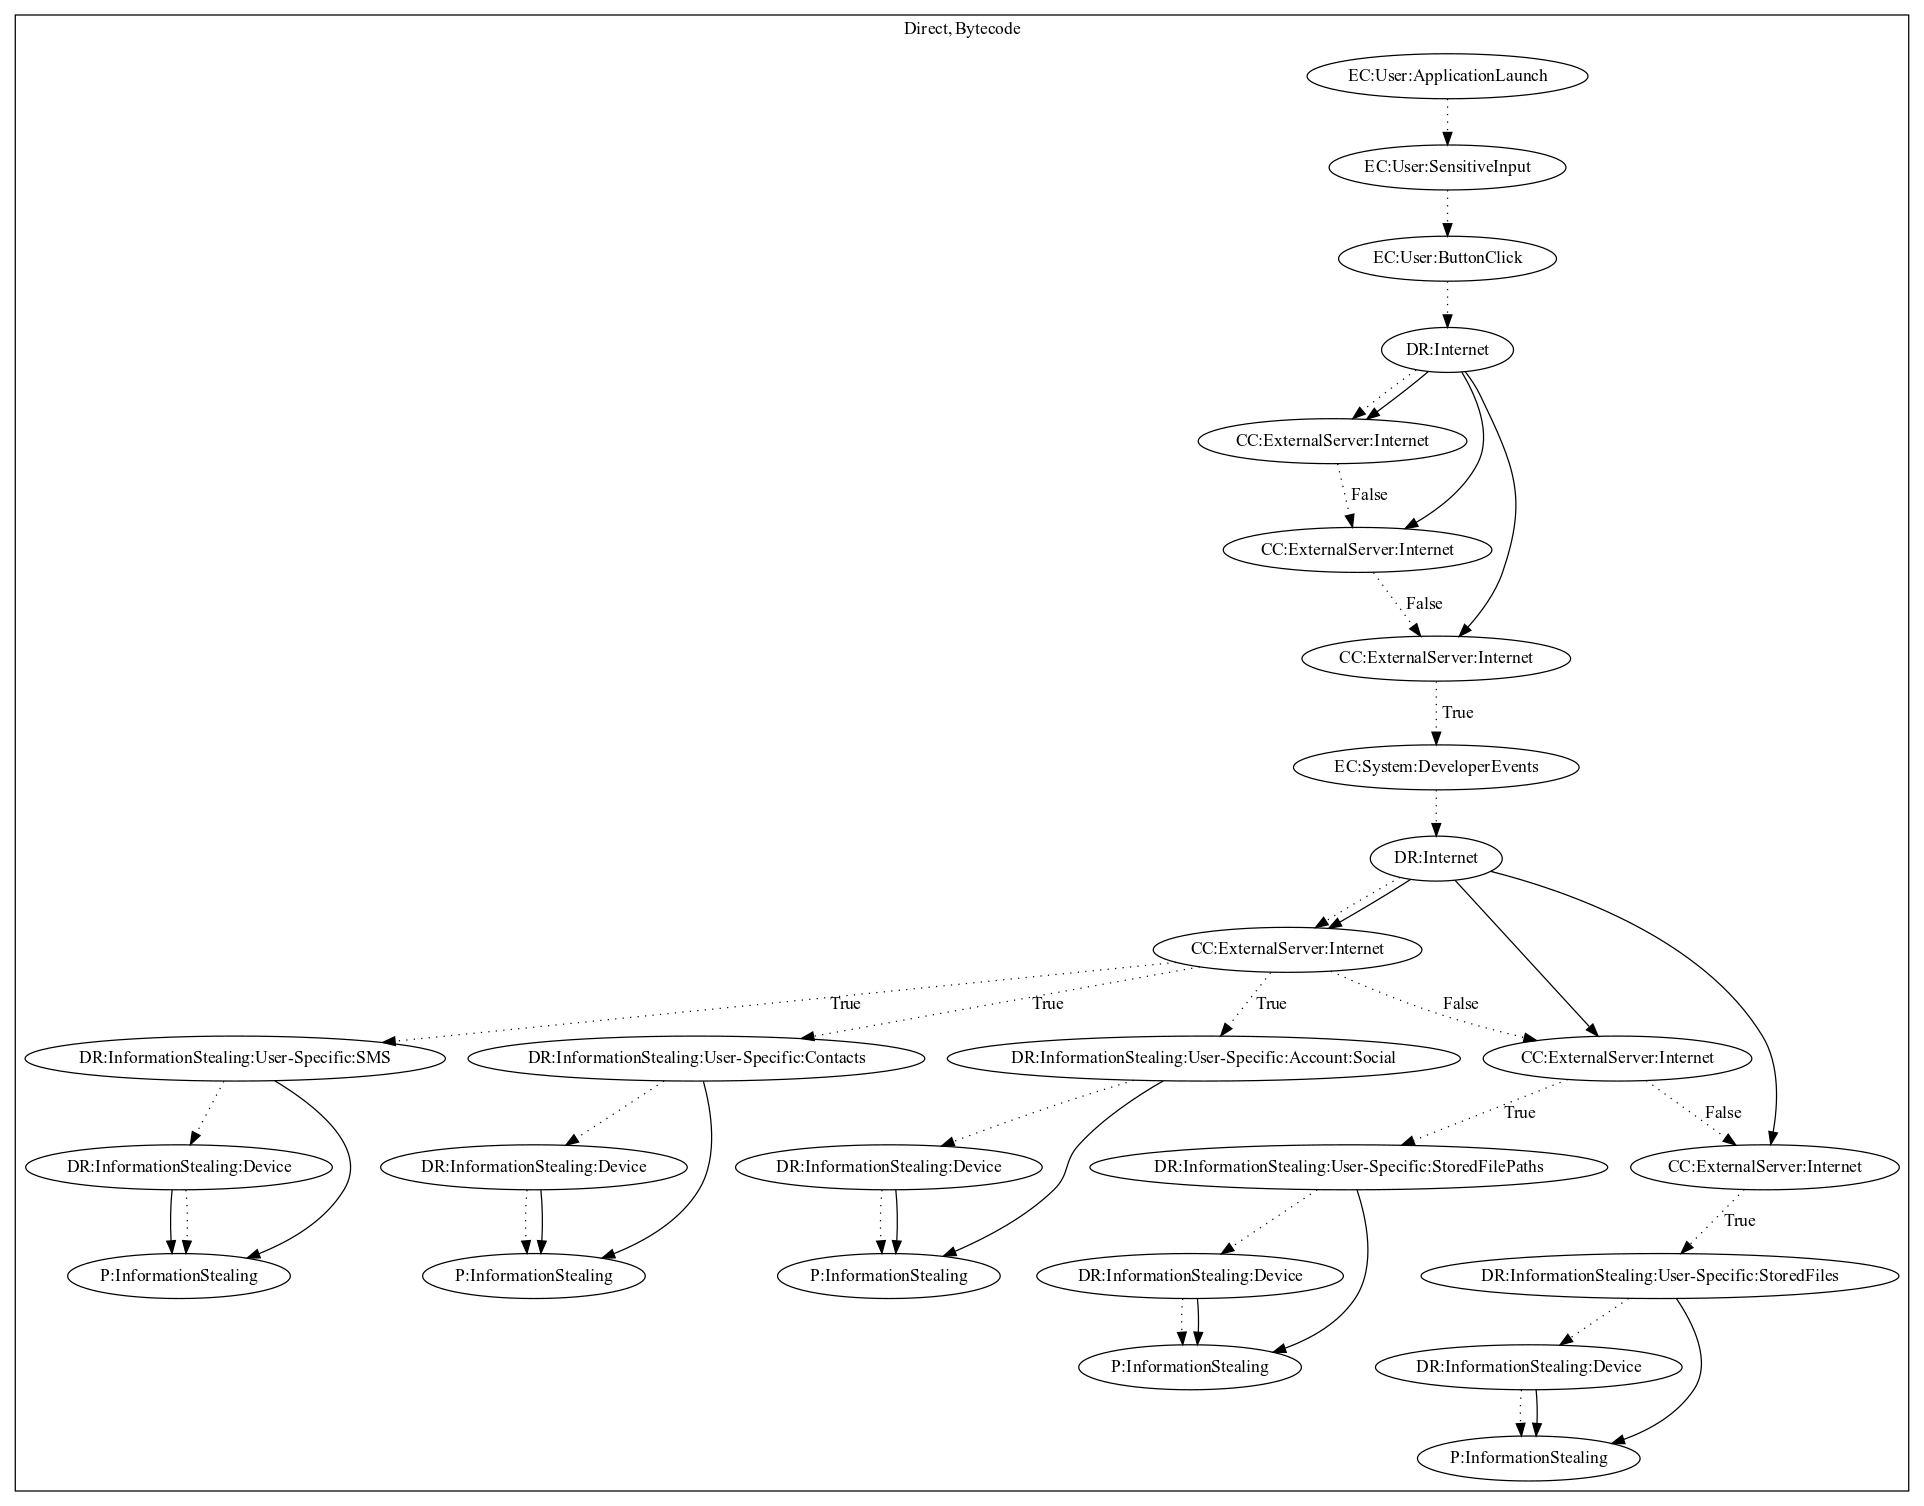 Direct, Bytecode
EC:User:ApplicationLaunch
EC:User:SensitiveInput
EC:User:ButtonClick
DR:Internet
CC:ExternalServer:Internet
False
CC:ExternalServer:Internet
False
CC:ExternalServer:Internet
True
EC:System:DeveloperEvents
DR:Internet
CC:ExternalServer:Internet
True
True
True
False
DR:InformationStealing:User-Specific:SMS
DR:InformationStealing:User-Specific:Contacts
DR:InformationStealing:User-Specific:Account:Social
CC:ExternalServer:Internet
True
False
DR:InformationStealing:Device
DR:InformationStealing:Device
DR:InformationStealing:Device
DR:InformationStealing:User-Specific:StoredFilePaths
CC:ExternalServer:Internet
True
P:InformationStealing
P:InformationStealing
P:InformationStealing
DR:InformationStealing:Device
DR:InformationStealing:User-Specific:StoredFiles
P:InformationStealing
DR:InformationStealing:Device
P:InformationStealing